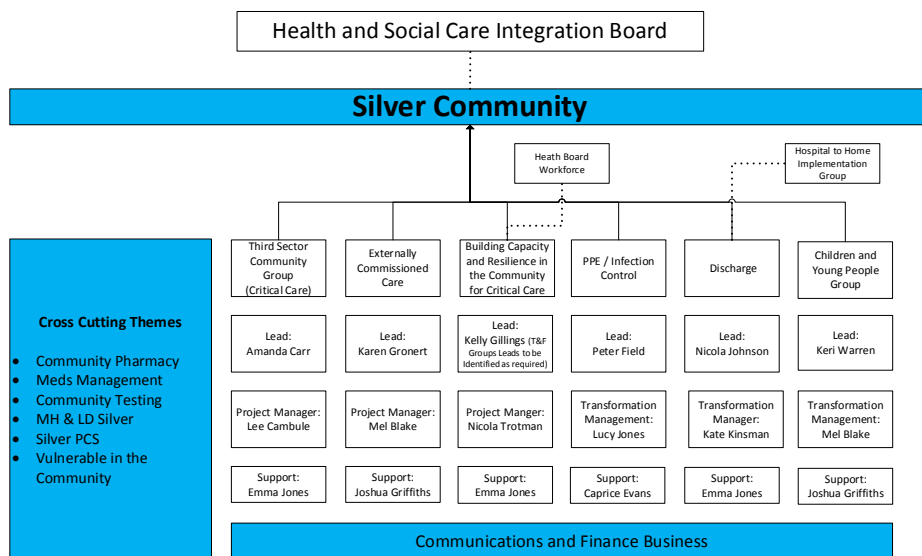 Health and Social Care Integration Board
Silver Community
Heath Board
Workforce
Hospital to Home
Implementation
Group
Third Sector
Community
Group
(Critical Care)
Externally
Commissioned
Care
Building Capacity
and Resilience in
the Community
for Critical Care
PPE / Infection
Control
Discharge
Children and
Young People
Group
Cross Cutting Themes
• Community Pharmacy
• Meds Management
• Community Testing
• MH & LD Silver
• Silver PCS
• Vulnerable in the
Community
Lead:
Amanda Carr
Lead:
Karen Gronert
Lead:
Kelly Gillings (T&F
Groups Leads to be
Identified as required)
Lead:
Peter Field
Lead:
Nicola Johnson
Lead:
Keri Warren
Project Manager:
Lee Cambule
Project Manager:
Mel Blake
Project Manger:
Nicola Trotman
Transformation
Management:
Lucy Jones
Transformation
Manager:
Kate Kinsman
Transformation
Management:
Mel Blake
Support:
Emma Jones
Support:
Joshua Griffiths
Support:
Emma Jones
Support:
Caprice Evans
Support:
Emma Jones
Support:
Joshua Griffiths
Communications and Finance Business